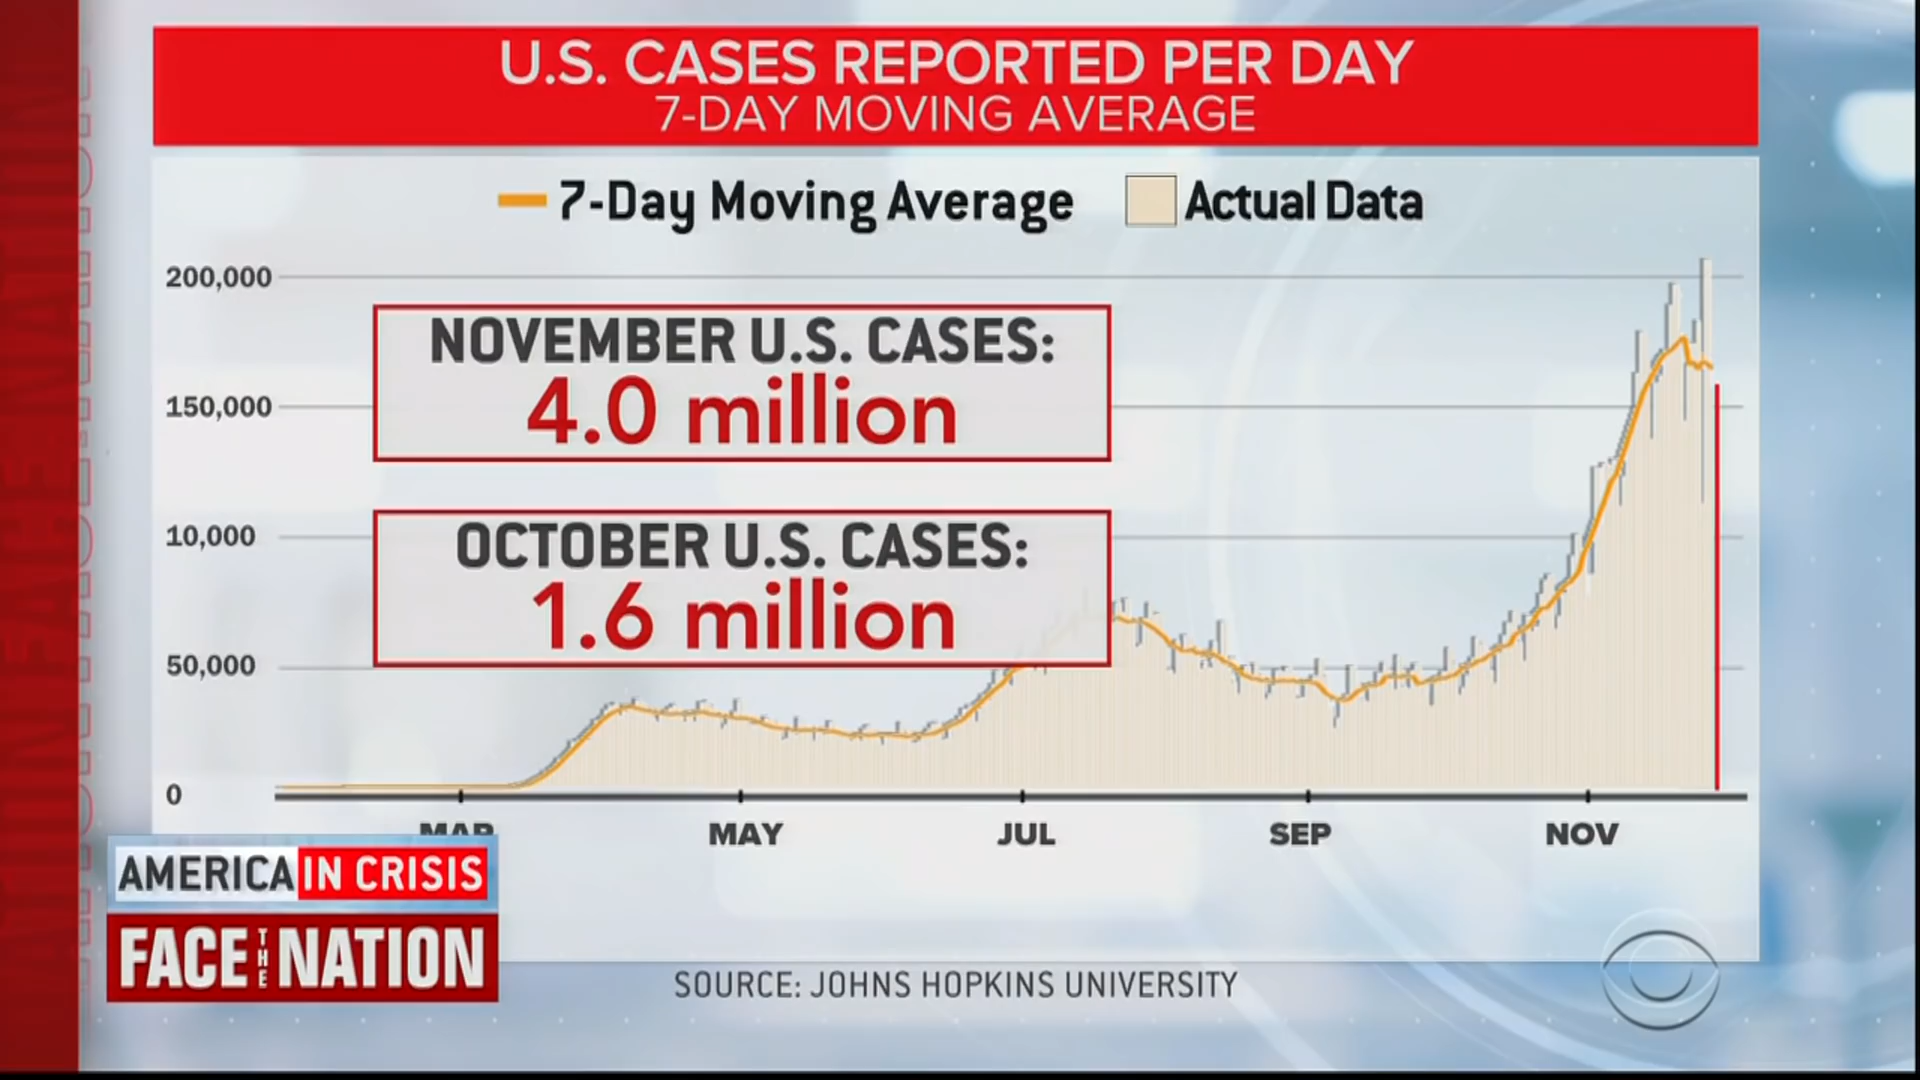 U.S. CASES REPORTED PER DAY
7-DAY MOVING AVERAGE
7-Day Moving Average
Actual Data
200,000
150,000
10,000
50,000
0
NOVEMBER U.S. CASES:
4.0 million
OCTOBER U.S. CASES:
1.6 million
MAR
MAY
JUL
SEP
NOV
AMERICA IN CRISIS
FACE THE NATION
SOURCE: JOHNS HOPKINS UNIVERSITY